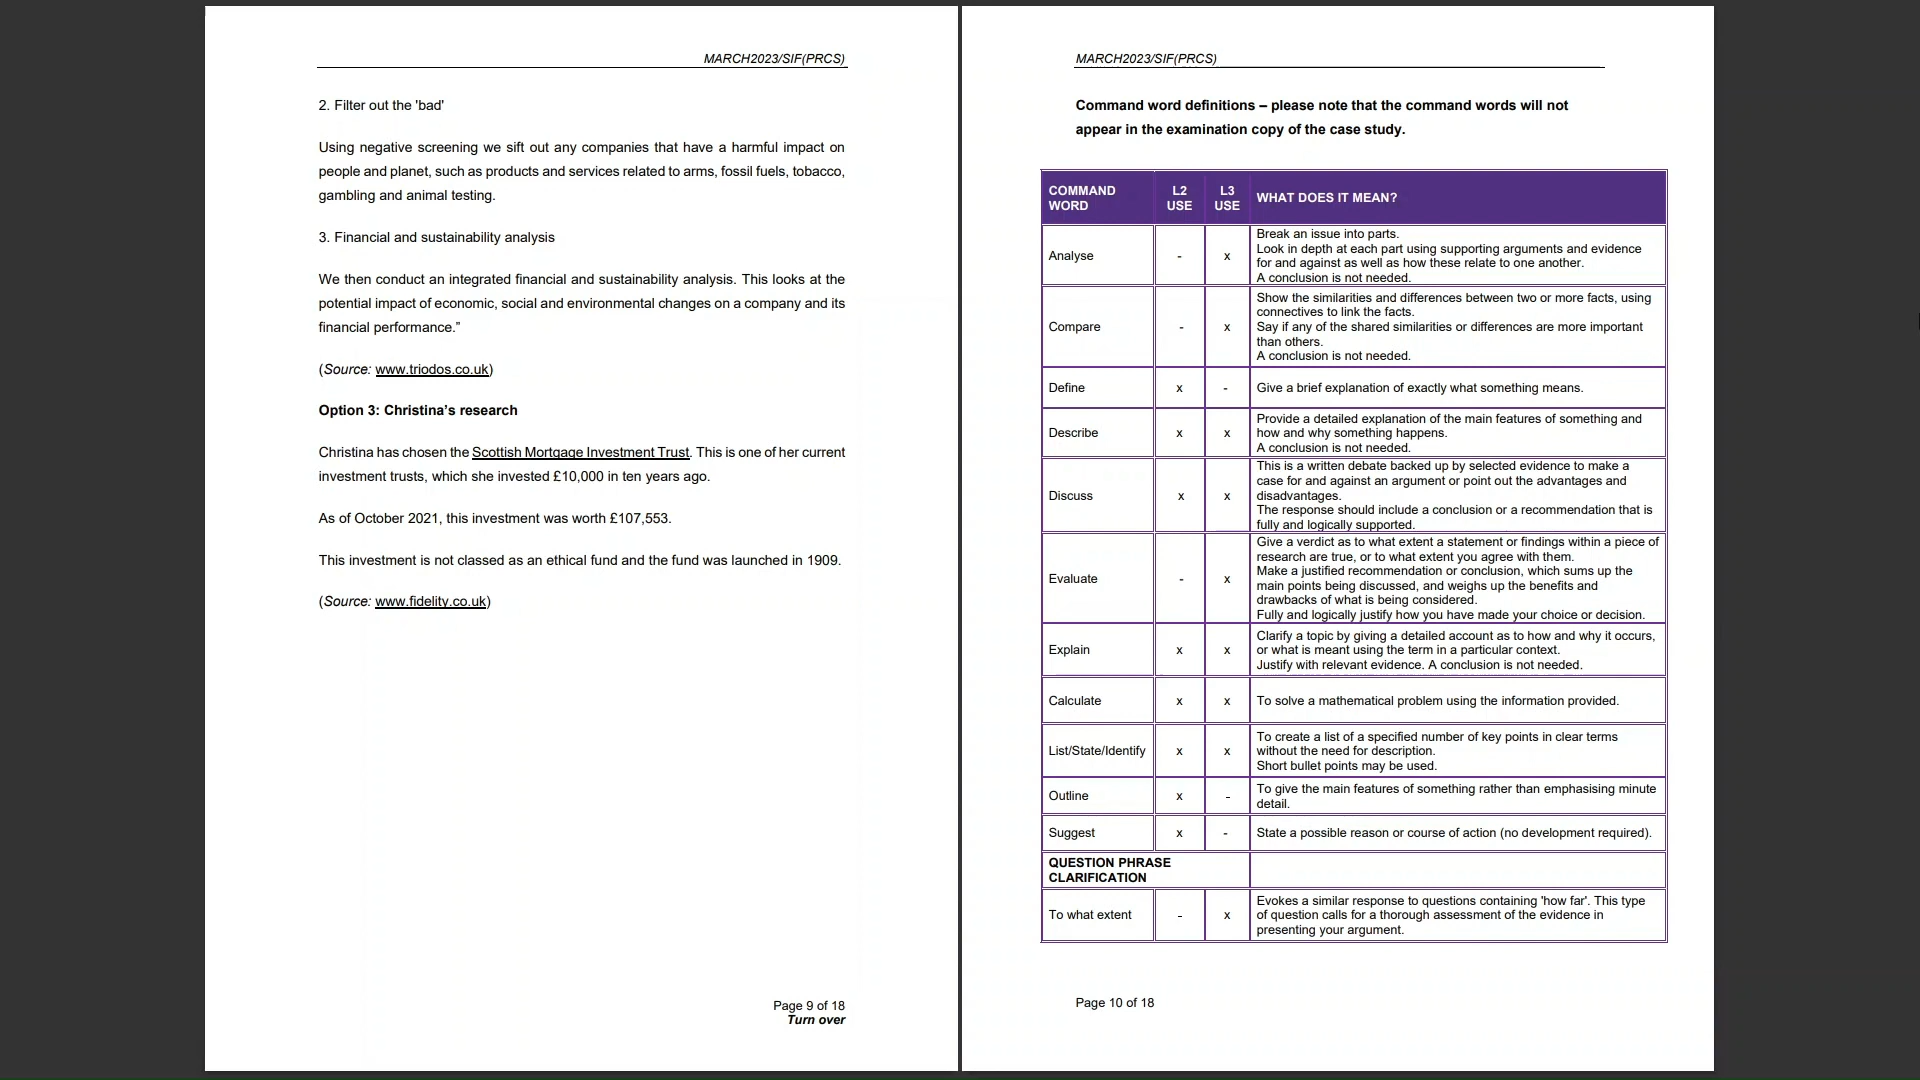 MARCH2023/SIF(PRCS)
2. Filter out the 'bad'
Using negative screening we sift out any companies that have a harmful impact on
people and planet, such as products and services related to arms, fossil fuels, tobacco,
gambling and animal testing.
3. Financial and sustainability analysis
We then conduct an integrated financial and sustainability analysis. This looks at the
potential impact of economic, social and environmental changes on a company and its
financial performance.”
(Source: www.triodos.co.uk)
Option 3: Christina’s research
Christina has chosen the Scottish Mortgage Investment Trust. This is one of her current
investment trusts, which she invested £10,000 in ten years ago.
As of October 2021, this investment was worth £107,553.
This investment is not classed as an ethical fund and the fund was launched in 1909.
(Source: www.fidelity.co.uk)
Page 9 of 18
Turn over
MARCH2023/SIF(PRCS)
Command word definitions – please note that the command words will not
appear in the examination copy of the case study.
COMMAND
WORD
L2
USE
L3
USE
WHAT DOES IT MEAN?
Analyse
-
x
Break an issue into parts.
Look in depth at each part using supporting arguments and evidence
for and against as well as how these relate to one another.
A conclusion is not needed.
Compare
-
x
Show the similarities and differences between two or more facts, using
connectives to link the facts.
Say if any of the shared similarities or differences are more important
than others.
A conclusion is not needed.
Define
x
-
Give a brief explanation of exactly what something means.
Describe
x
x
Provide a detailed explanation of the main features of something and
how and why something happens.
A conclusion is not needed.
Discuss
x
x
This is a written debate backed up by selected evidence to make a
case for and against an argument or point out the advantages and
disadvantages.
The response should include a conclusion or a recommendation that is
fully and logically supported.
Evaluate
-
x
Give a verdict as to what extent a statement or findings within a piece of
research are true, or to what extent you agree with them.
Make a justified recommendation or conclusion, which sums up the
main points being discussed, and weighs up the benefits and
drawbacks of what is being considered.
Fully and logically justify how you have made your choice or decision.
Explain
x
x
Clarify a topic by giving a detailed account as to how and why it occurs,
or what is meant using the term in a particular context.
Justify with relevant evidence. A conclusion is not needed.
Calculate
x
x
To solve a mathematical problem using the information provided.
List/State/Identify
x
x
To create a list of a specified number of key points in clear terms
without the need for description.
Short bullet points may be used.
Outline
x
-
To give the main features of something rather than emphasising minute
detail.
Suggest
x
-
State a possible reason or course of action (no development required).
QUESTION PHRASE
CLARIFICATION
To what extent
-
x
Evokes a similar response to questions containing 'how far'. This type
of question calls for a thorough assessment of the evidence in
presenting your argument.
Page 10 of 18